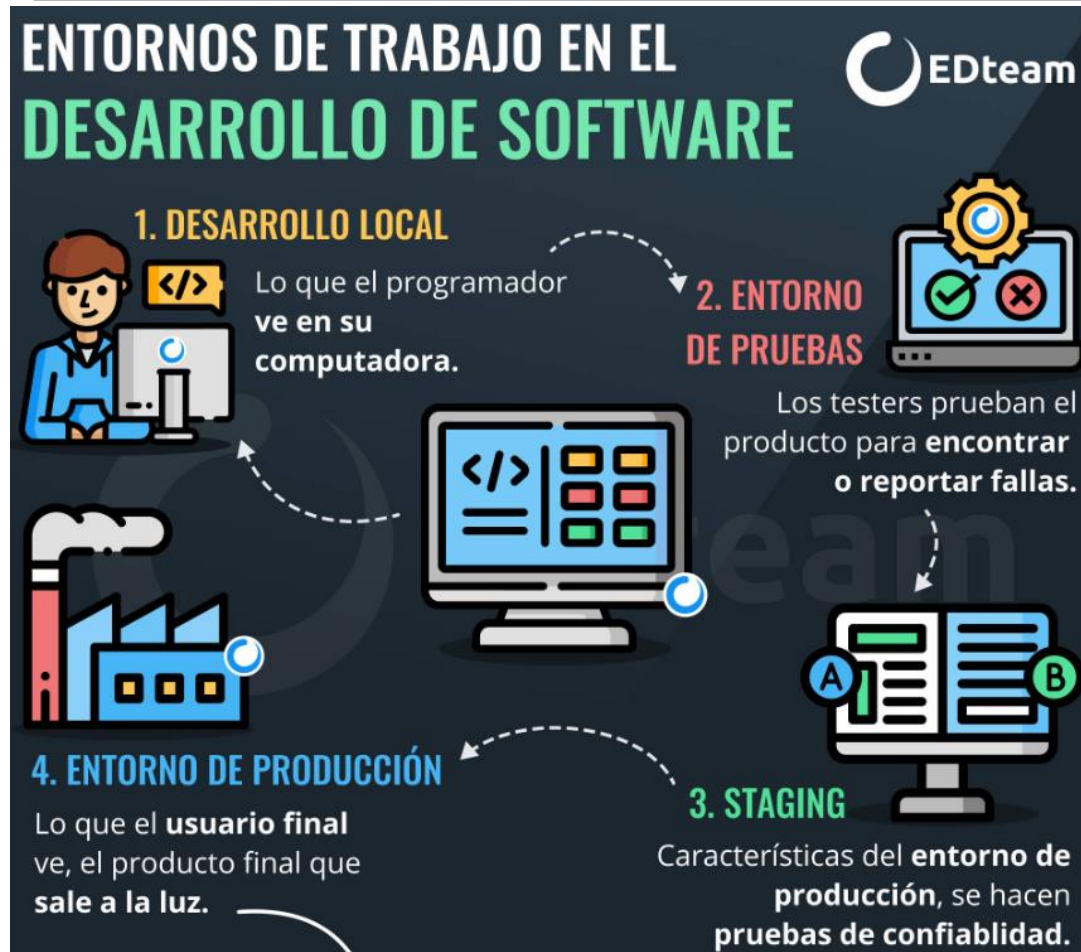 ENTORNOS DE TRABAJO EN EL
DESARROLLO DE SOFTWARE
EDteam
1. DESARROLLO LOCAL
Lo que el programador
ve en su
computadora.
</>
2. ENTORNO
DE PRUEBAS
Los testers prueban el
producto para encontrar
o reportar fallas.
</>
team
A
B
3. STAGING
Características del entorno de
producción, se hacen
pruebas de confiablidad.
4. ENTORNO DE PRODUCCIÓN
Lo que el usuario final
ve, el producto final que
sale a la luz.